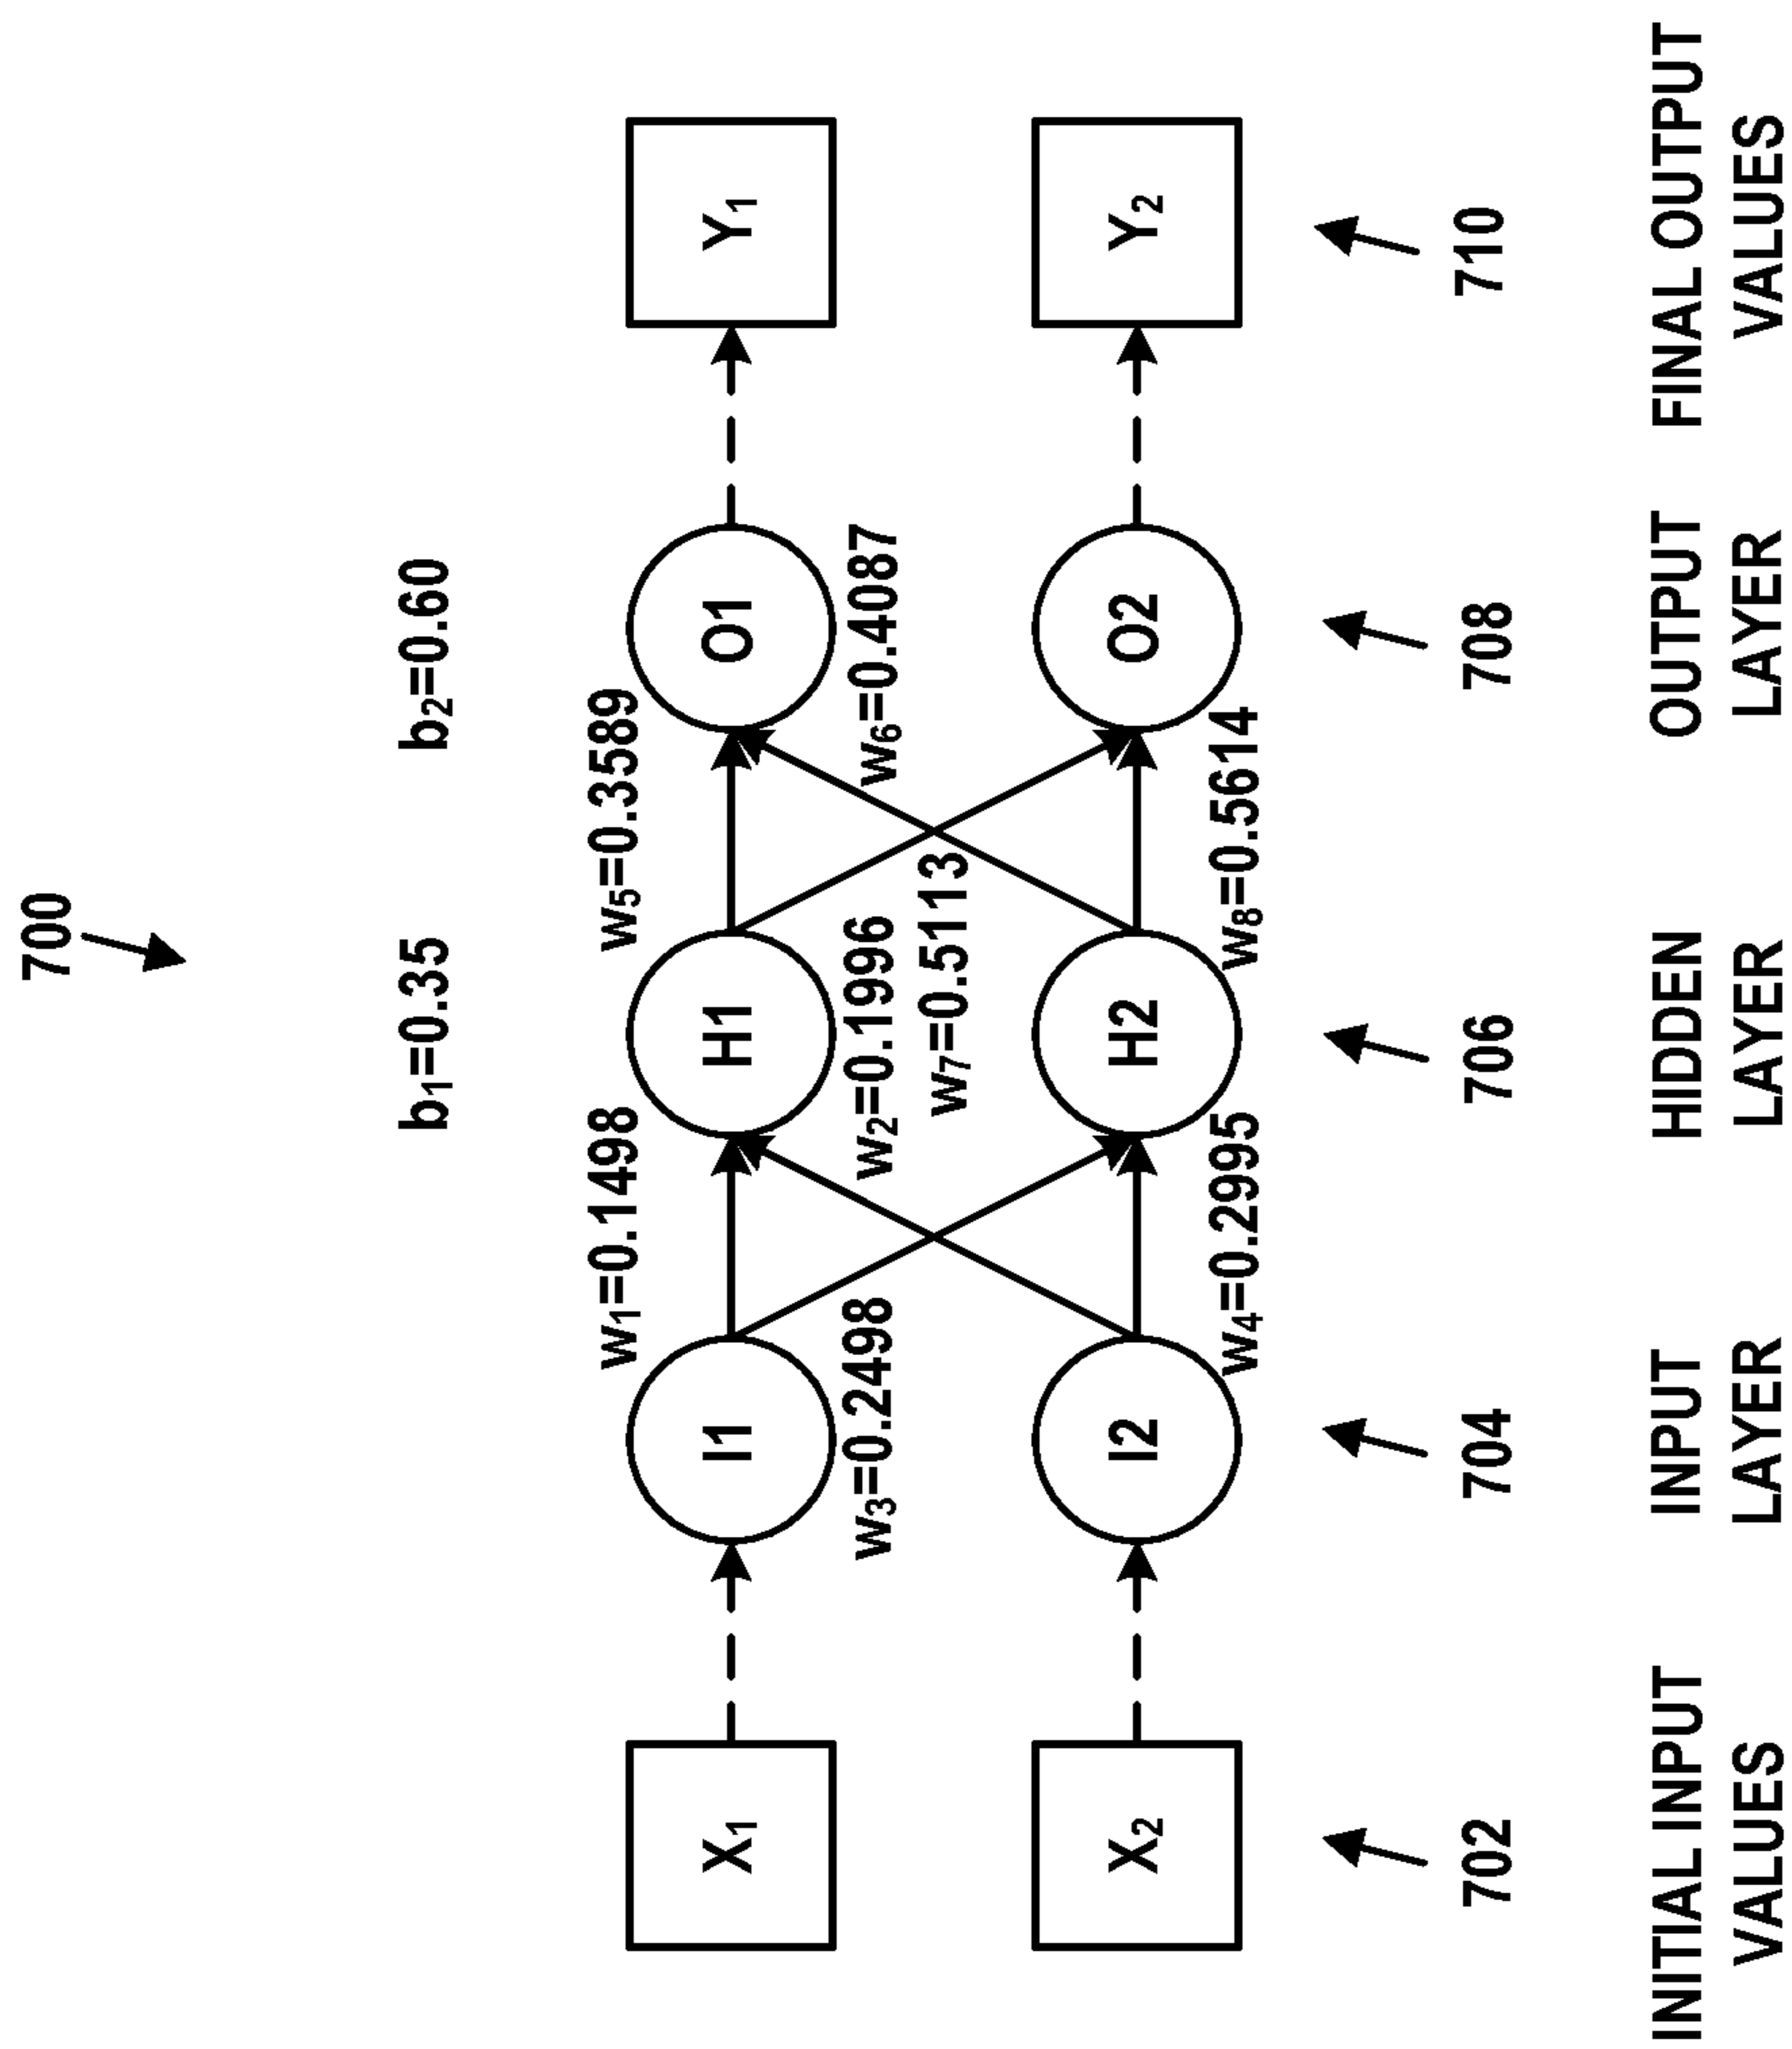 700
b1=0.35
b2=0.60
w1=0.1498
w5=0.3589
X1
I1
H1
O1
Y1
w3=0.2498
w2=0.1996
w6=0.4087
w7=0.5113
X2
I2
H2
O2
Y2
w4=0.2995
w8=0.5614
702
704
706
708
710
INITIAL INPUT
VALUES
INPUT
LAYER
HIDDEN
LAYER
OUTPUT
LAYER
FINAL OUTPUT
VALUES